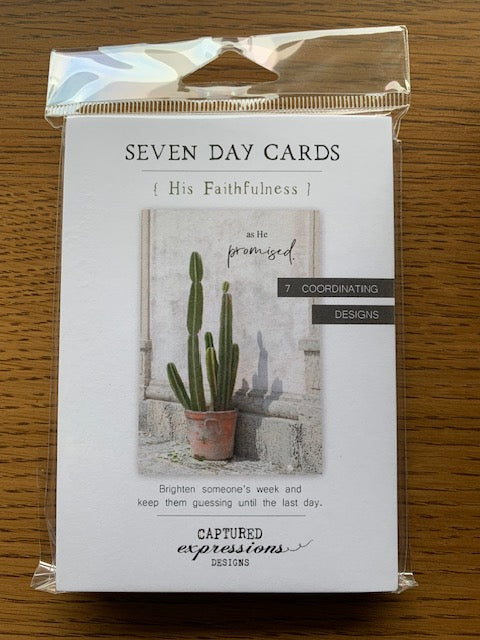 SEVEN DAY CARDS
{ His Faithfulness }
as He
promised.
7 COORDINATING
DESIGNS
Brighten someone's week and
keep them guessing until the last day.
CAPTURED
expressions
DESIGNS